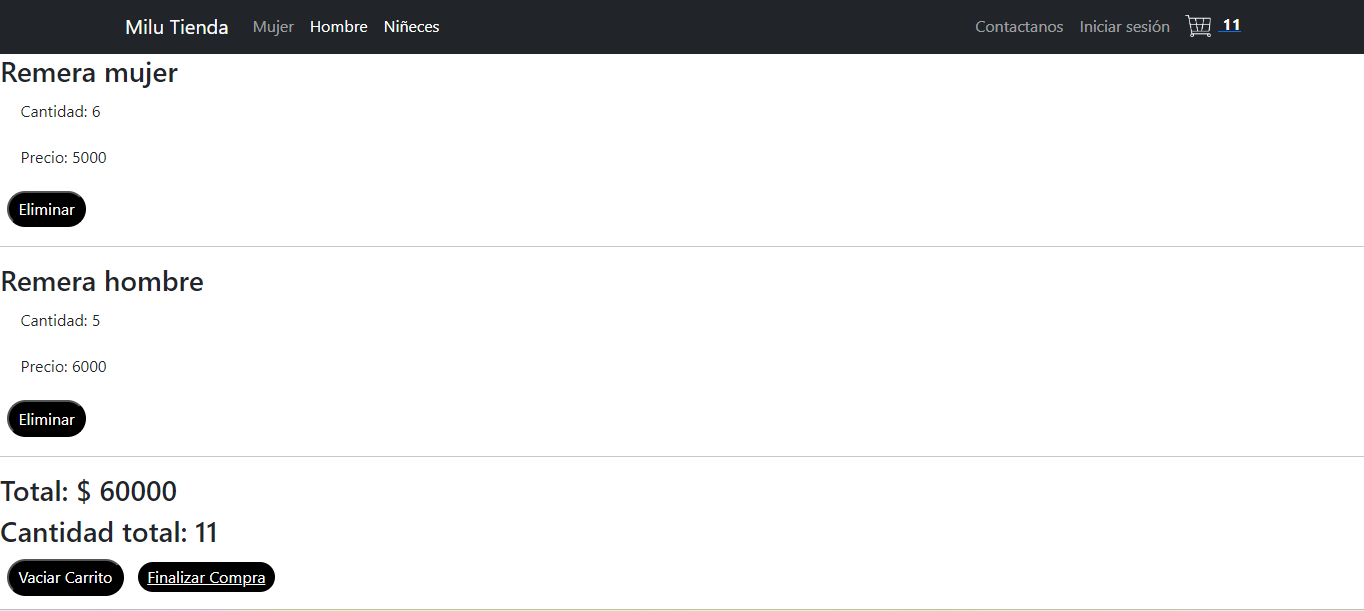 Milu Tienda Mujer Hombre Niñeces Contactanos Iniciar sesión 11
Remera mujer
Cantidad: 6
Precio: 5000
Eliminar
Remera hombre
Cantidad: 5
Precio: 6000
Eliminar
Total: $ 60000
Cantidad total: 11
Vaciar Carrito Finalizar Compra